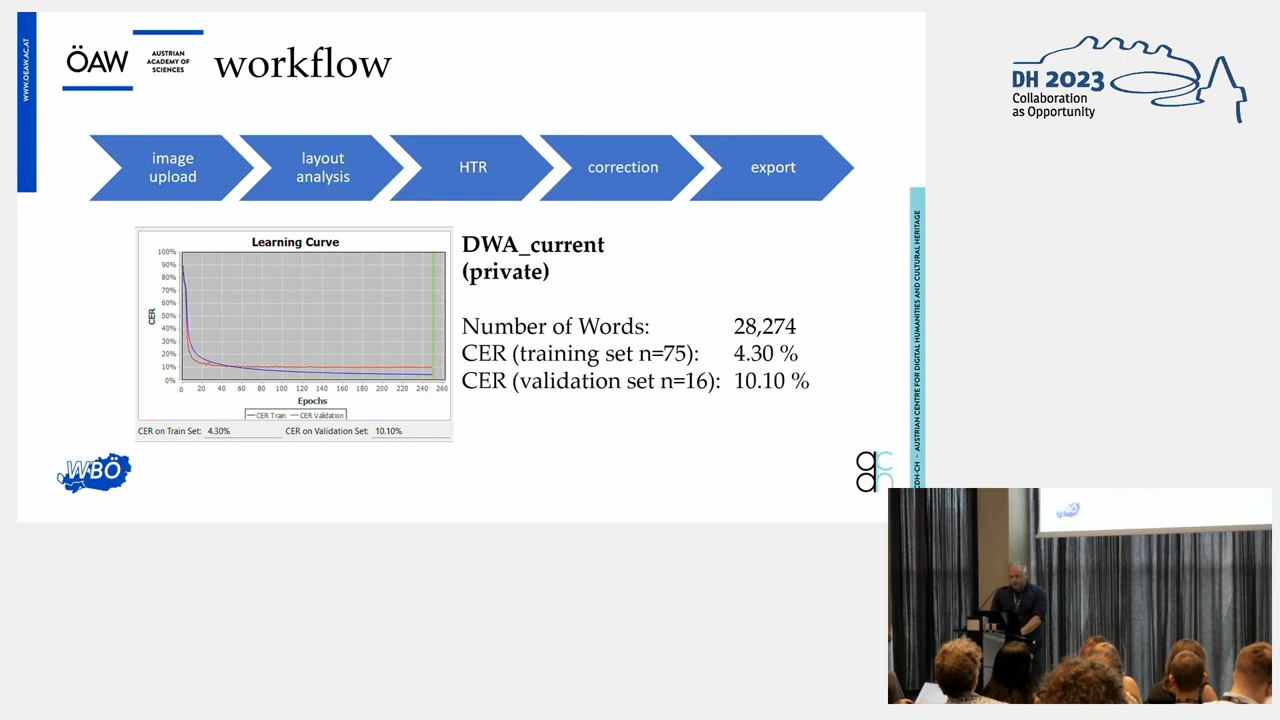 WWW.OEAW.AC.AT
ÖAW
AUSTRIAN
ACADEMY OF
SCIENCES
workflow
DH 2023
Collaboration
as Opportunity
image
upload
layout
analysis
HTR
correction
export
Learning Curve
CER
100%
90%
80%
70%
60%
50%
40%
30%
20%
10%
0%
0 20 40 60 80 100 120 140 160 180 200 220 240 260
Epochs
CER Train CER Validation
CER on Train Set: 4.30% CER on Validation Set: 10.10%
DWA_current
(private)
Number of Words: 28,274
CER (training set n=75): 4.30 %
CER (validation set n=16): 10.10 %
WBÖ
ac
dh
CDH-CH – AUSTRIAN CENTRE FOR DIGITAL HUMANITIES AND CULTURAL HERITAGE
WBÖ